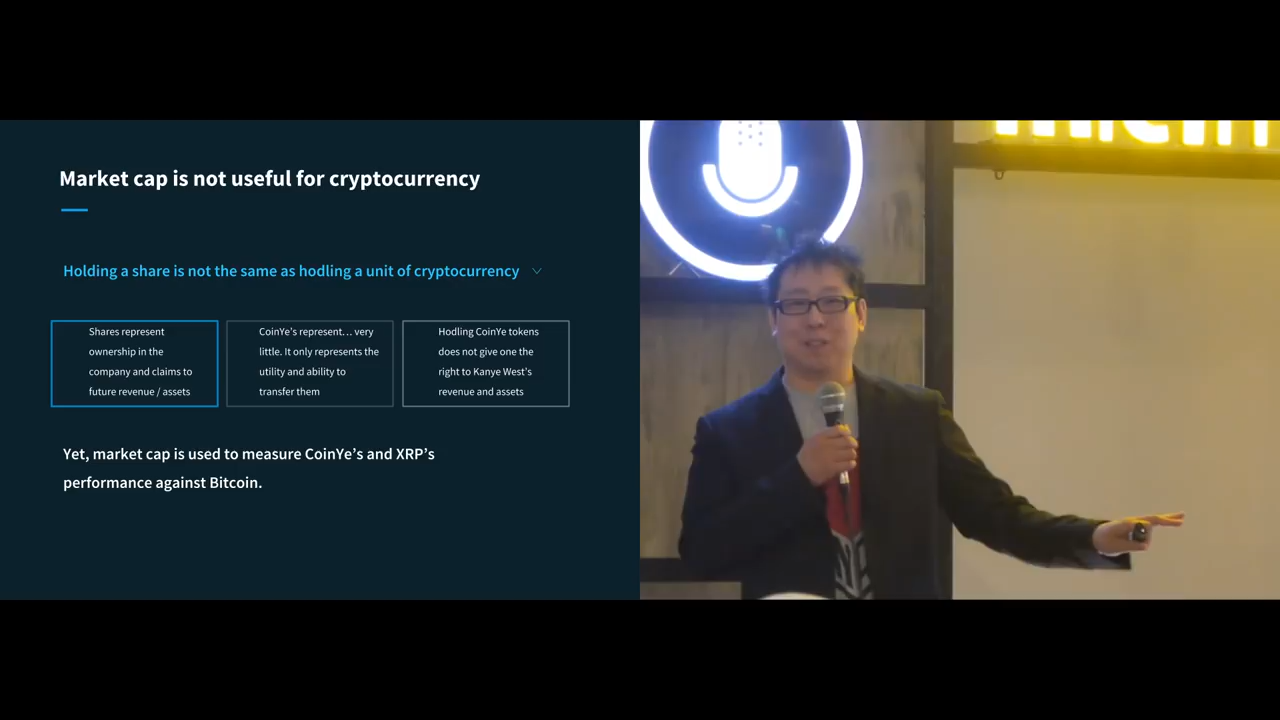 Market cap is not useful for cryptocurrency
Holding a share is not the same as hodling a unit of cryptocurrency
Shares represent
ownership in the
company and claims to
future revenue / assets
CoinYe's represent... very
little. It only represents the
utility and ability to
transfer them
Hodling CoinYe tokens
does not give one the
right to Kanye West's
revenue and assets
Yet, market cap is used to measure CoinYe's and XRP's
performance against Bitcoin.